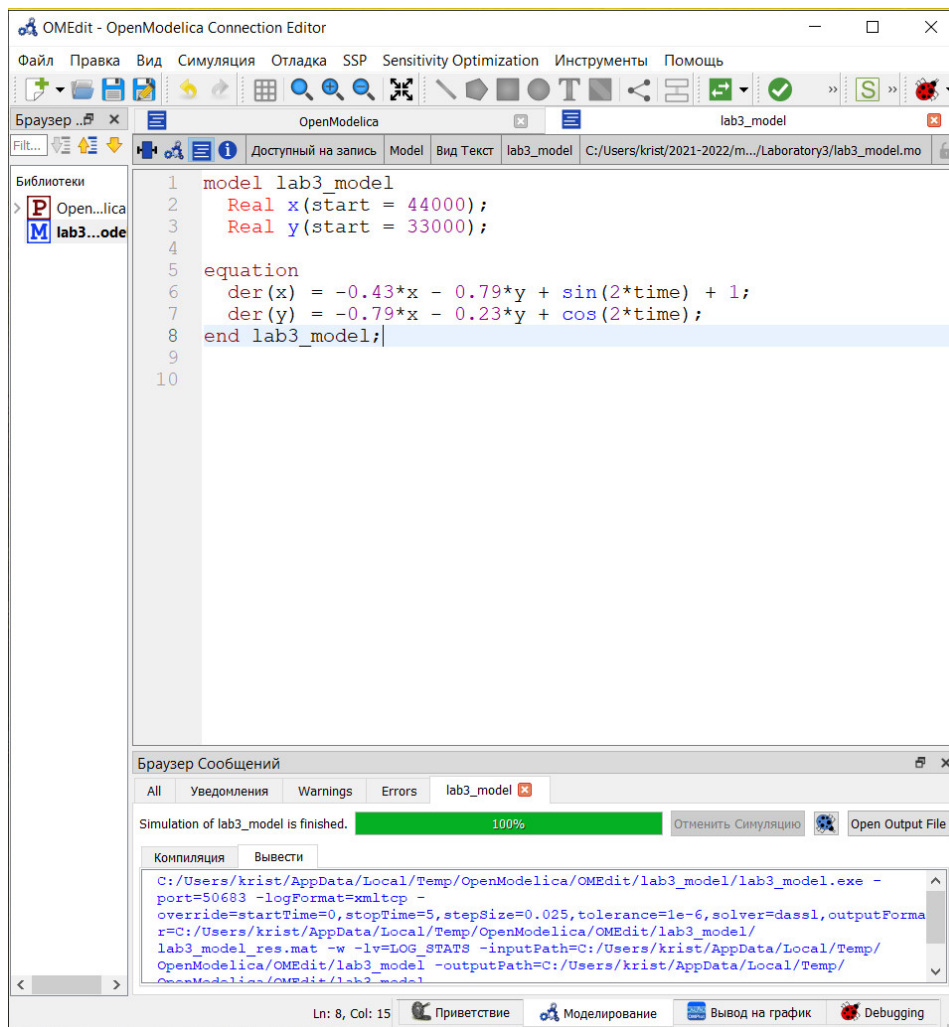 OMEdit - OpenModelica Connection Editor
Файл Правка Вид Симуляция Отладка SSP Sensitivity Optimization Инструменты Помощь
T » S »
Браузер ..
OpenModelica
lab3_model
Filt...
Доступный на запись Model Вид Текст lab3_model C:/Users/krist/2021-2022/m.../Laboratory3/lab3_model.mo
Библиотеки
P Open...lica
M lab3...ode
1 model lab3_model
2 Real x(start = 44000);
3 Real y(start = 33000);
4
5 equation
6 der(x) = -0.43*x - 0.79*y + sin(2*time) + 1;
7 der(y) = -0.79*x - 0.23*y + cos(2*time);
8 end lab3_model;
9
10
Браузер Сообщений
All Уведомления Warnings Errors lab3_model
Simulation of lab3_model is finished. 100% Отменить Симуляцию Open Output File
Компиляция Вывести
C:/Users/krist/AppData/Local/Temp/OpenModelica/OMEdit/lab3_model/lab3_model.exe -
port=50683 -logFormat=xmltcp -
override=startTime=0,stopTime=5,stepSize=0.025,tolerance=1e-6,solver=dassl,outputForma
r=C:/Users/krist/AppData/Local/Temp/OpenModelica/OMEdit/lab3_model/
lab3_model_res.mat -w -lv=LOG_STATS -inputPath=C:/Users/krist/AppData/Local/Temp/
OpenModelica/OMEdit/lab3_model -outputPath=C:/Users/krist/AppData/Local/Temp/
OpenModelica/OMEdit/lab3_model
Ln: 8, Col: 15 Приветствие Моделирование Вывод на график Debugging